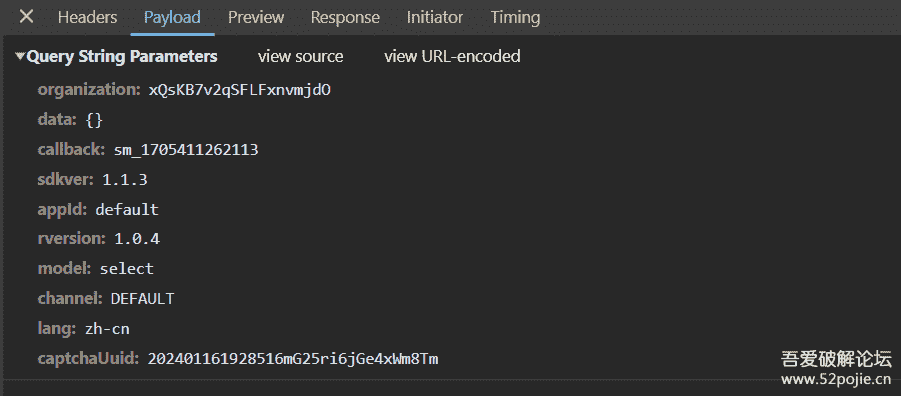 Headers Payload Preview Response Initiator Timing
Query String Parameters view source view URL-encoded
organization: xQsKB7v2qSFLFxnvmjdO
data: {}
callback: sm_1705411262113
sdkver: 1.1.3
appId: default
rversion: 1.0.4
model: select
channel: DEFAULT
lang: zh-cn
captchaUuid: 202401161928516mG25ri6jGe4xWm8Tm
吾爱破解论坛
www.52pojie.cn